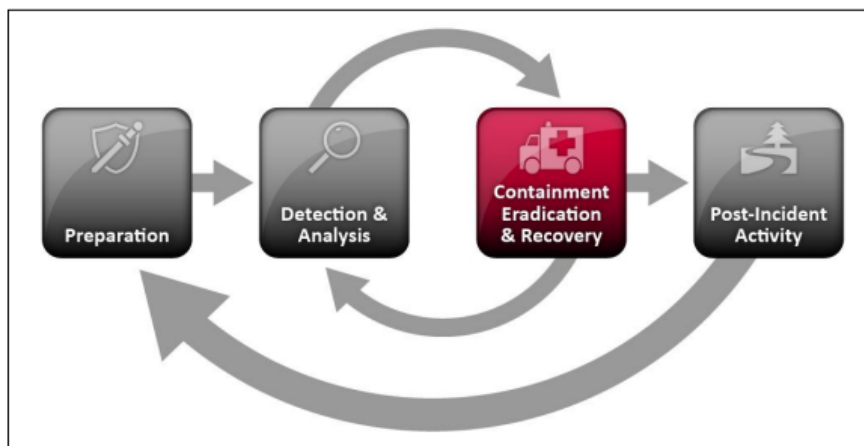 Preparation
Detection &
Analysis
Containment
Eradication
& Recovery
Post-Incident
Activity